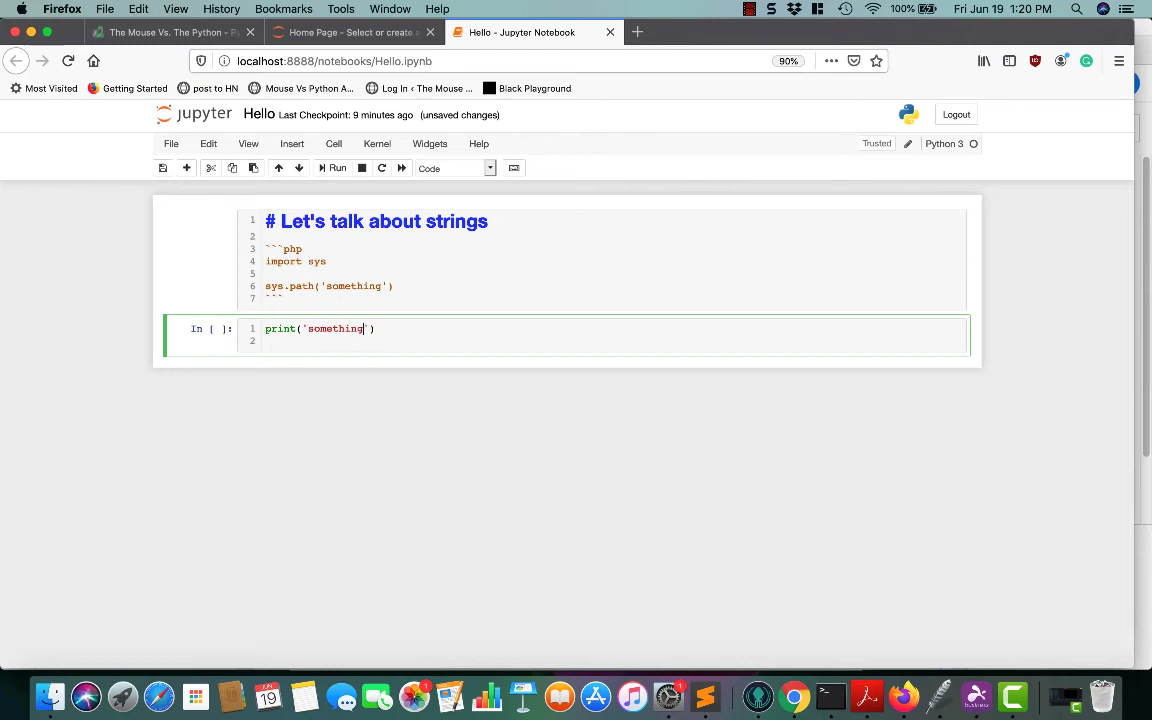 Firefox File Edit View History Bookmarks Tools Window Help 100% Fri Jun 19 1:20 PM
The Mouse Vs. The Python - P Home Page - Select or create Hello - Jupyter Notebook
localhost:8888/notebooks/Hello.ipynb 90%
Most Visited Getting Started post to HN Mouse Vs Python A... Log In ‹ The Mouse ... Black Playground
jupyter Hello Last Checkpoint: 9 minutes ago (unsaved changes) Logout
File Edit View Insert Cell Kernel Widgets Help Trusted Python 3
Run Code
1 # Let's talk about strings
2
3 ```php
4 import sys
5
6 sys.path('something')
7 ```
In [ ]: 1 print('something')
2
JUN
19
1
1
business